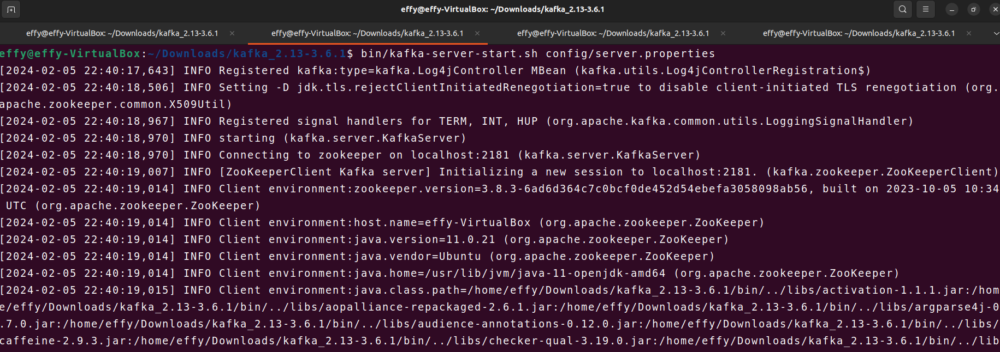 effy@effy-VirtualBox: ~/Downloads/kafka_2.13-3.6.1
effy@effy-VirtualBox: ~/Downloads/kafka_2.13-3.6.1 effy@effy-VirtualBox: ~/Downloads/kafka_2.13-3.6.1 effy@effy-VirtualBox: ~/Downloads/kafka_2.13-3.6.1 effy@effy-VirtualBox: ~/Downloads/kafka_2.13-3.6.1
effy@effy-VirtualBox:~/Downloads/kafka_2.13-3.6.1$ bin/kafka-server-start.sh config/server.properties
[2024-02-05 22:40:17,643] INFO Registered kafka:type=kafka.Log4jController MBean (kafka.utils.Log4jControllerRegistration$)
[2024-02-05 22:40:18,506] INFO Setting -D jdk.tls.rejectClientInitiatedRenegotiation=true to disable client-initiated TLS renegotiation (org.
apache.zookeeper.common.X509Util)
[2024-02-05 22:40:18,967] INFO Registered signal handlers for TERM, INT, HUP (org.apache.kafka.common.utils.LoggingSignalHandler)
[2024-02-05 22:40:18,970] INFO starting (kafka.server.KafkaServer)
[2024-02-05 22:40:18,970] INFO Connecting to zookeeper on localhost:2181 (kafka.server.KafkaServer)
[2024-02-05 22:40:19,007] INFO [ZooKeeperClient Kafka server] Initializing a new session to localhost:2181. (kafka.zookeeper.ZooKeeperClient)
[2024-02-05 22:40:19,014] INFO Client environment:zookeeper.version=3.8.3-6ad6d364c7c0bcf0de452d54ebefa3058098ab56, built on 2023-10-05 10:34
UTC (org.apache.zookeeper.ZooKeeper)
[2024-02-05 22:40:19,014] INFO Client environment:host.name=effy-VirtualBox (org.apache.zookeeper.ZooKeeper)
[2024-02-05 22:40:19,014] INFO Client environment:java.version=11.0.21 (org.apache.zookeeper.ZooKeeper)
[2024-02-05 22:40:19,014] INFO Client environment:java.vendor=Ubuntu (org.apache.zookeeper.ZooKeeper)
[2024-02-05 22:40:19,014] INFO Client environment:java.home=/usr/lib/jvm/java-11-openjdk-amd64 (org.apache.zookeeper.ZooKeeper)
[2024-02-05 22:40:19,015] INFO Client environment:java.class.path=/home/effy/Downloads/kafka_2.13-3.6.1/bin/../libs/activation-1.1.1.jar:/hom
e/effy/Downloads/kafka_2.13-3.6.1/bin/../libs/aopalliance-repackaged-2.6.1.jar:/home/effy/Downloads/kafka_2.13-3.6.1/bin/../libs/argparse4j-0
.7.0.jar:/home/effy/Downloads/kafka_2.13-3.6.1/bin/../libs/audience-annotations-0.12.0.jar:/home/effy/Downloads/kafka_2.13-3.6.1/bin/../libs/
caffeine-2.9.3.jar:/home/effy/Downloads/kafka_2.13-3.6.1/bin/../libs/checker-qual-3.19.0.jar:/home/effy/Downloads/kafka_2.13-3.6.1/bin/../lib